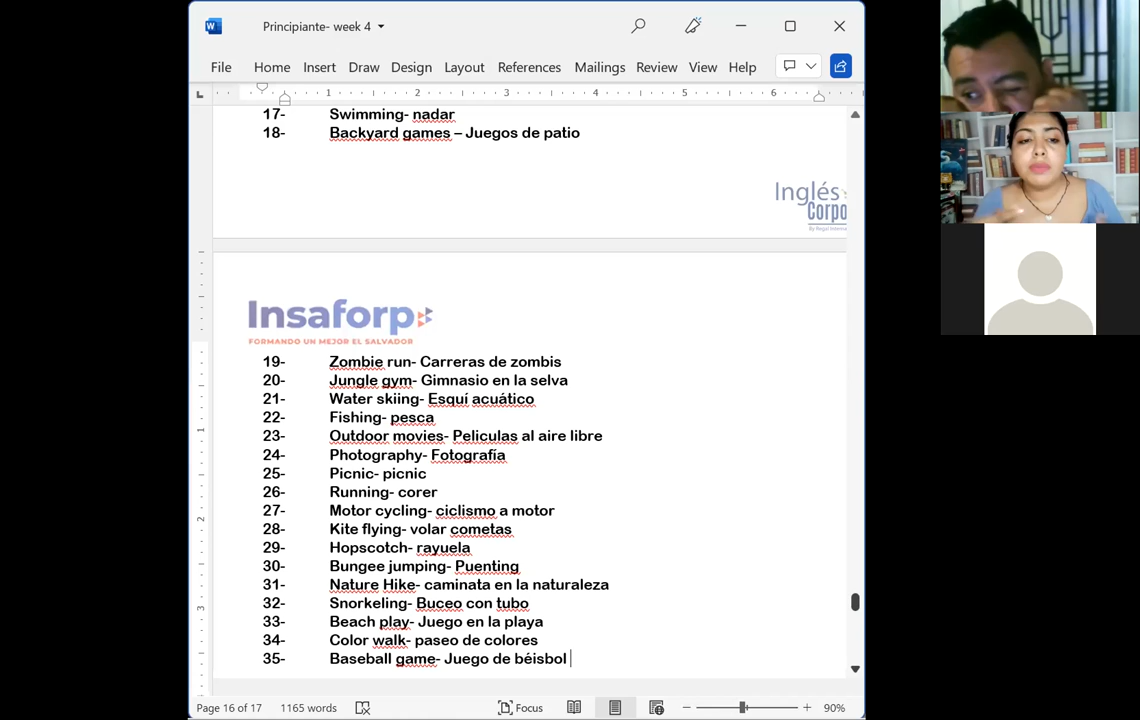 Principiante- week 4
File Home Insert Draw Design Layout References Mailings Review View Help
1 2 3 4 5 6
17- Swimming- nadar
18- Backyard games – Juegos de patio
Inglés
Corpo
Insaforp
FORMANDO UN MEJOR EL SALVADOR
19- Zombie run- Carreras de zombis
20- Jungle gym- Gimnasio en la selva
21- Water skiing- Esquí acuático
22- Fishing- pesca
23- Outdoor movies- Peliculas al aire libre
24- Photography- Fotografía
25- Picnic- picnic
26- Running- corer
27- Motor cycling- ciclismo a motor
28- Kite flying- volar cometas
29- Hopscotch- rayuela
30- Bungee jumping- Puenting
31- Nature Hike- caminata en la naturaleza
32- Snorkeling- Buceo con tubo
33- Beach play- Juego en la playa
34- Color walk- paseo de colores
35- Baseball game- Juego de béisbol
Page 16 of 17 1165 words Focus 90%